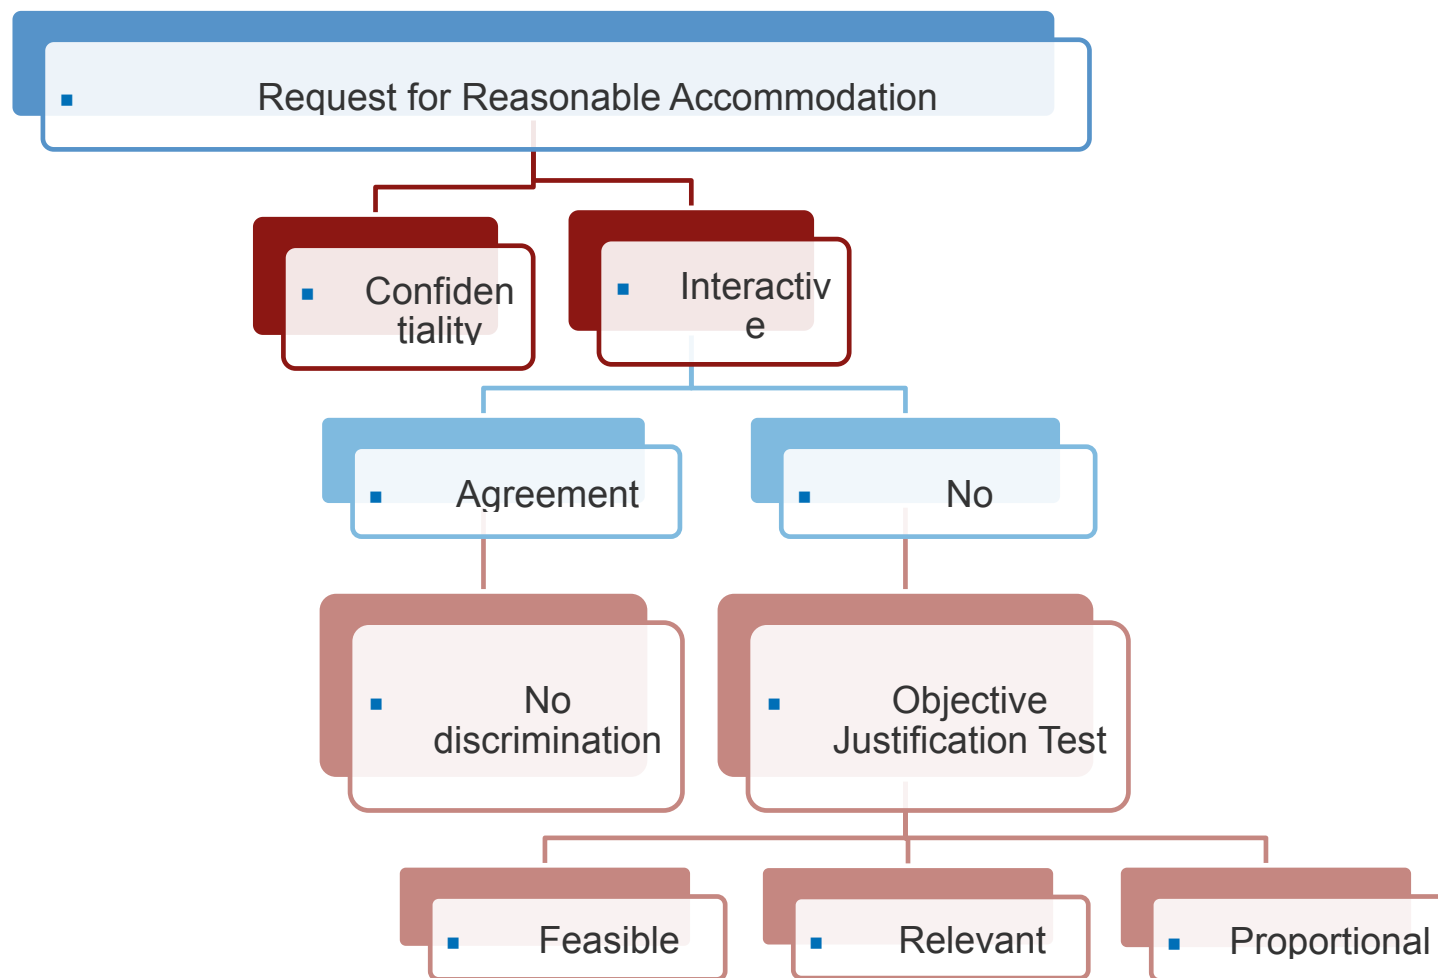 Request for Reasonable Accommodation
Confiden
tiality
Interactiv
e
Agreement
No
No
discrimination
Objective
Justification Test
Feasible
Relevant
Proportional